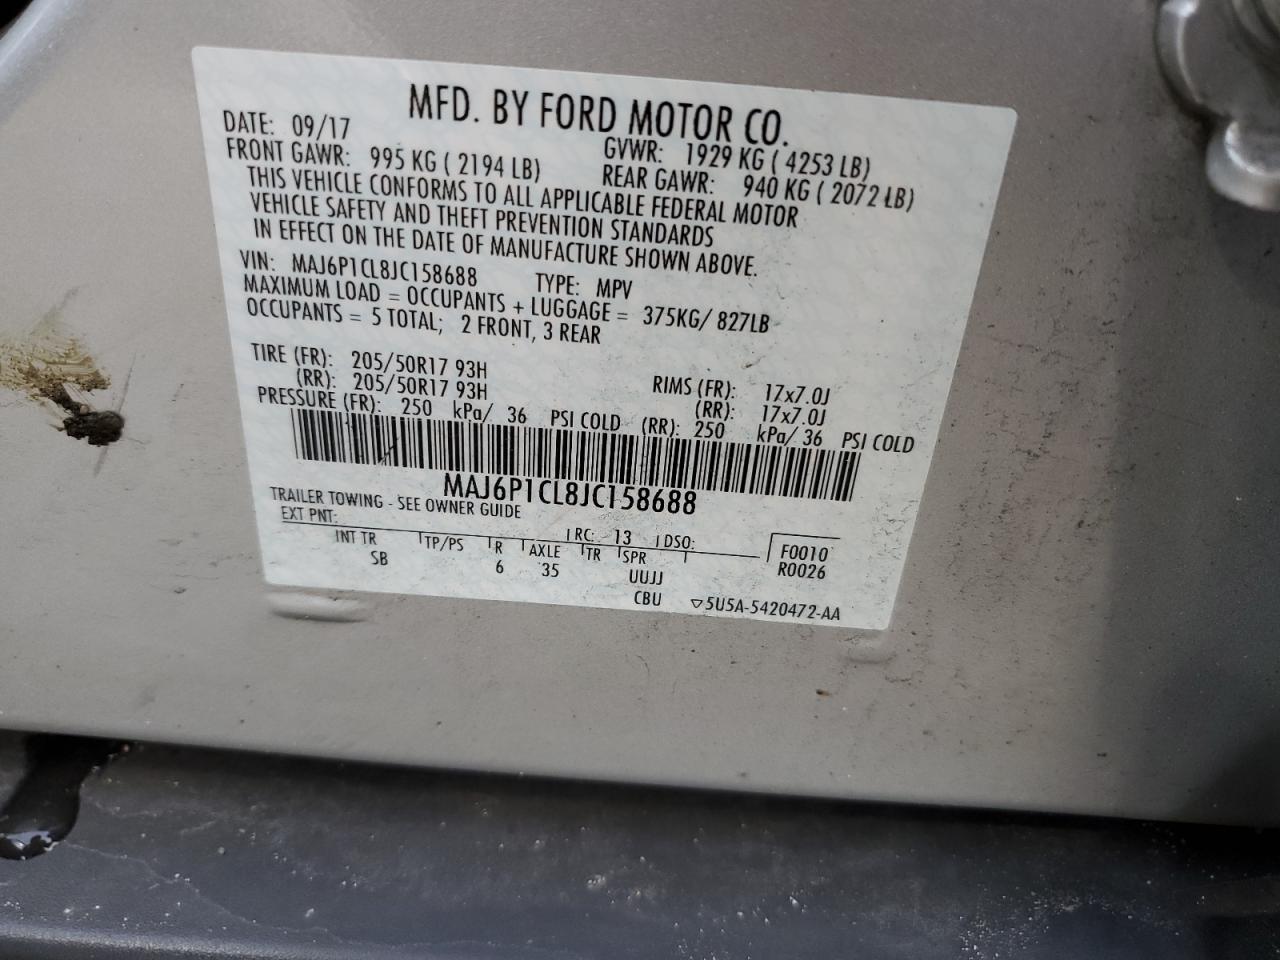 MFD. BY FORD MOTOR CO.
DATE: 09/17 GVWR: 1929 KG ( 4253 LB)
FRONT GAWR: 995 KG ( 2194 LB) REAR GAWR: 940 KG ( 2072 LB)
THIS VEHICLE CONFORMS TO ALL APPLICABLE FEDERAL MOTOR
VEHICLE SAFETY AND THEFT PREVENTION STANDARDS
IN EFFECT ON THE DATE OF MANUFACTURE SHOWN ABOVE.
VIN: MAJ6P1CL8JC158688 TYPE: MPV
MAXIMUM LOAD = OCCUPANTS + LUGGAGE = 375KG/ 827LB
OCCUPANTS = 5 TOTAL; 2 FRONT, 3 REAR
TIRE (FR): 205/50R17 93H RIMS (FR): 17x7.0J
(RR): 205/50R17 93H (RR): 17x7.0J
PRESSURE (FR): 250 kPa/ 36 PSI COLD (RR): 250 kPa/ 36 PSI COLD
MAJ6P1CL8JC158688
TRAILER TOWING - SEE OWNER GUIDE
EXT PNT: RC: 13 DSO: F0010
INT TR TP/PS R AXLE TR SPR R0026
SB 6 35 UUJJ
CBU ▽5U5A-5420472-AA